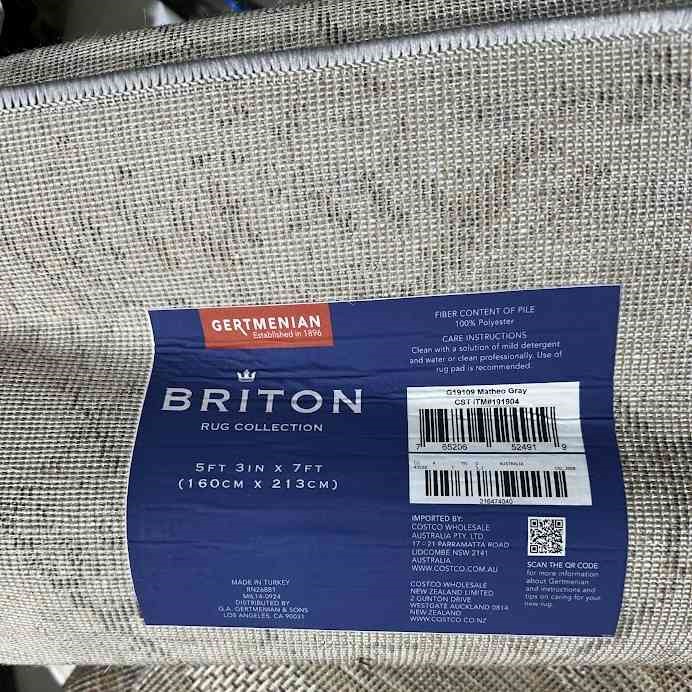 GERTMENIAN
Established in 1896
BRITON
RUG COLLECTION
5FT 3IN X 7FT
(160CM X 213CM)
MADE IN TURKEY
RN26881
DISTRIBUTED BY
G.A. GERTMENIAN & SONS
LOS ANGELES, CA 90031
FIBER CONTENT OF PILE
100% Polyester
CARE INSTRUCTIONS
Clean with a solution of mild detergent
and water or clean professionally. Use of
rug pad is recommended.
G19109 Matheo Gray
CST ITM#191904
7 65206 52491 9
AUSTRALIA
216474040
IMPORTED BY:
COSTCO WHOLESALE
AUSTRALIA PTY. LTD
17 - 21 PARRAMATTA ROAD
LIDCOMBE NSW 2141
AUSTRALIA
WWW.COSTCO.COM.AU
COSTCO WHOLESALE
NEW ZEALAND LIMITED
2 GUNTON DRIVE
WESTGATE AUCKLAND 0814
NEW ZEALAND
WWW.COSTCO.CO.NZ
SCAN THE QR CODE
for more information
about Gertmenian
and instructions and
tips on caring for your
new rug.